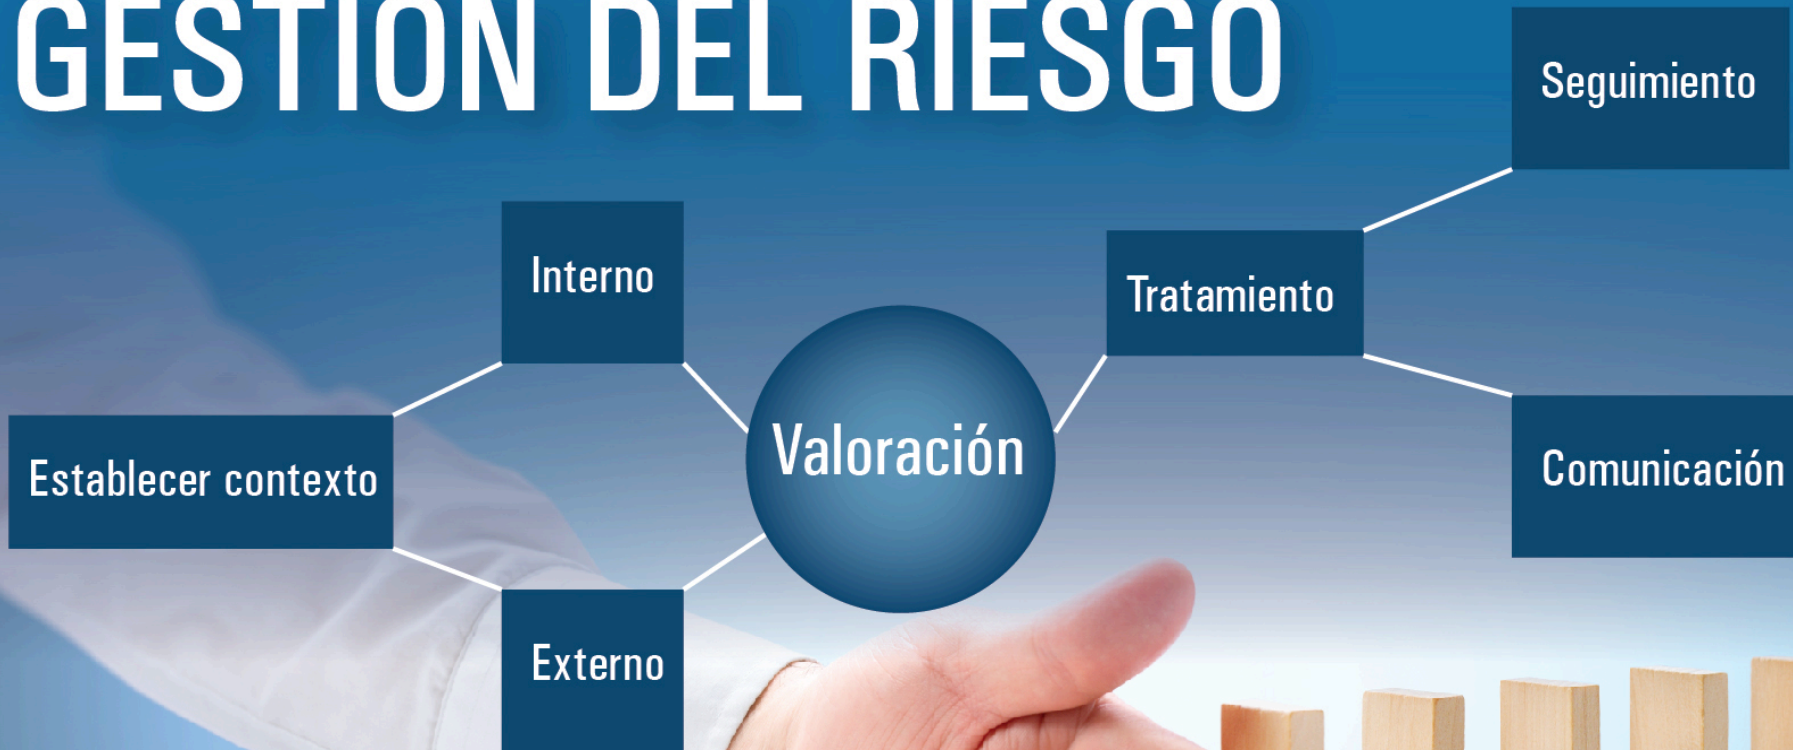 GESTIÓN DEL RIESGO
Seguimiento
Interno
Tratamiento
Valoración
Establecer contexto
Comunicación
Externo